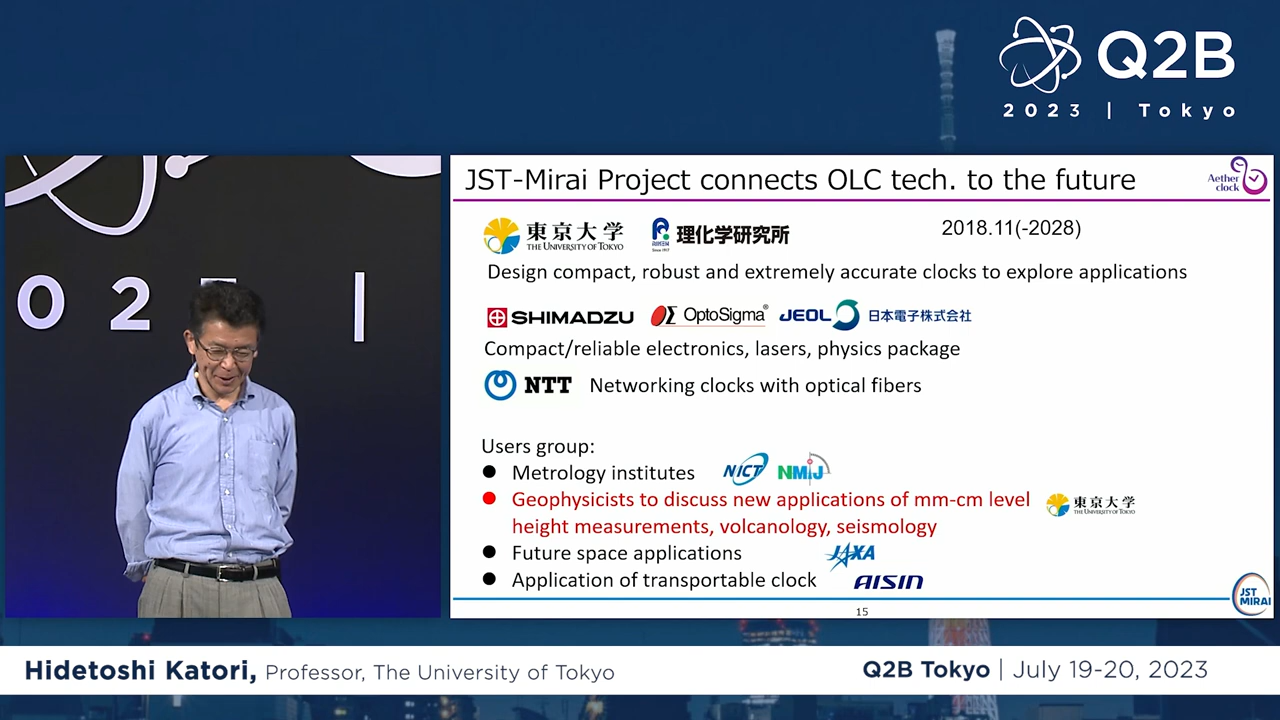 Q2B
2023 | Tokyo
JST-Mirai Project connects OLC tech. to the future
Aether
clock
東京大学
THE UNIVERSITY OF TOKYO
RIKEN
Since 1917
理化学研究所
2018.11(-2028)
Design compact, robust and extremely accurate clocks to explore applications
SHIMADZU
OptoSigma®
JEOL
日本電子株式会社
Compact/reliable electronics, lasers, physics package
NTT
Networking clocks with optical fibers
Users group:
● Metrology institutes
NICT
NMIJ
● Geophysicists to discuss new applications of mm-cm level
height measurements, volcanology, seismology
東京大学
THE UNIVERSITY OF TOKYO
● Future space applications
JAXA
● Application of transportable clock
AISIN
15
JST
MIRAI
O 2
Hidetoshi Katori, Professor, The University of Tokyo
Q2B Tokyo | July 19-20, 2023